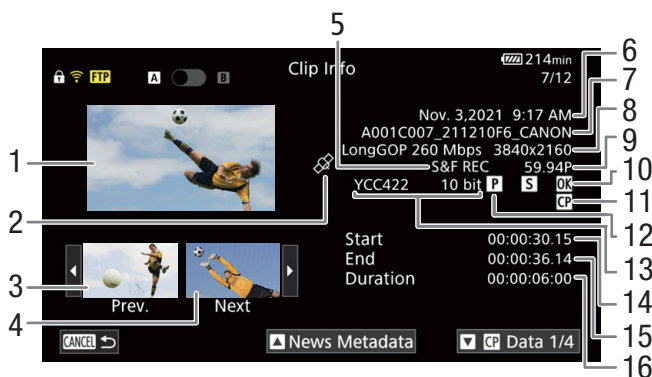 5
6
7
8
9
10
11
12
13
14
15
16
1
2
3
4
FTP A B Clip Info 214min
7/12
Nov. 3,2021 9:17 AM
A001C007_211210F6_CANON
LongGOP 260 Mbps 3840x2160
S&F REC 59.94P
YCC422 10 bit P S OK
CP
Start 00:00:30.15
End 00:00:36.14
Duration 00:00:06:00
Prev. Next
CANCEL News Metadata CP Data 1/4